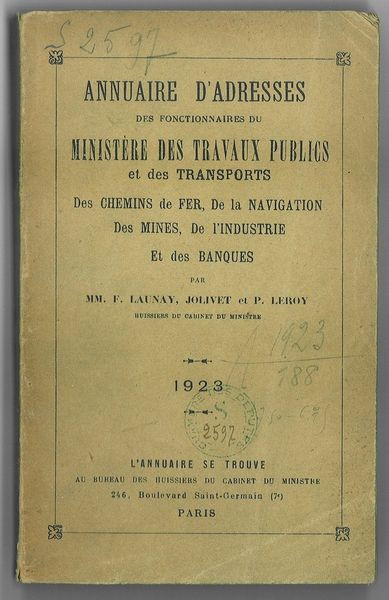 S 2597
ANNUAIRE D'ADRESSES
DES FONCTIONNAIRES DU
MINISTÈRE DES TRAVAUX PUBLICS
et des TRANSPORTS
Des CHEMINS de FER, De la NAVIGATION
Des MINES, De l'INDUSTRIE
Et des BANQUES
PAR
MM. F. LAUNAY, JOLIVET et P. LEROY
HUISSIERS DU CABINET DU MINISTRE
1923
188
1923
S
2597
L'ANNUAIRE SE TROUVE
AU BUREAU DES HUISSIERS DU CABINET DU MINISTRE
246, Boulevard Saint-Germain (7e)
PARIS